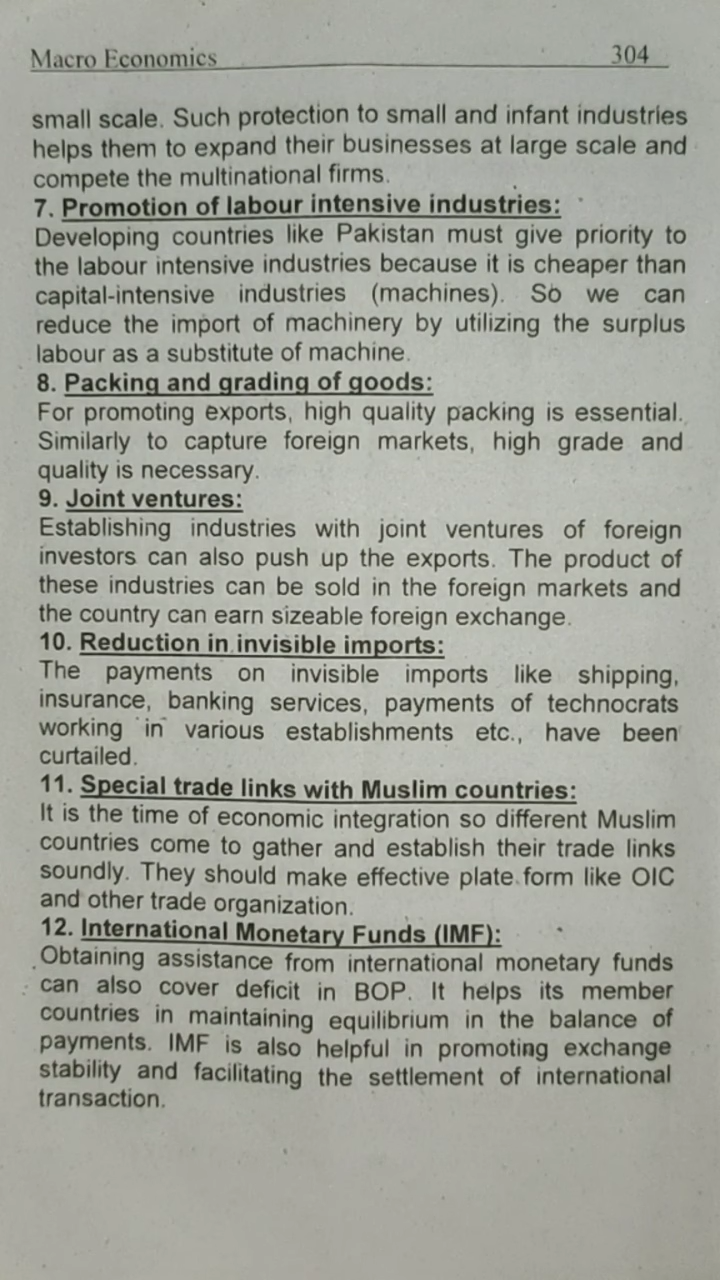 Macro Economics 304
small scale. Such protection to small and infant industries
helps them to expand their businesses at large scale and
compete the multinational firms.
7. Promotion of labour intensive industries:
Developing countries like Pakistan must give priority to
the labour intensive industries because it is cheaper than
capital-intensive industries (machines). So we can
reduce the import of machinery by utilizing the surplus
labour as a substitute of machine.
8. Packing and grading of goods:
For promoting exports, high quality packing is essential.
Similarly to capture foreign markets, high grade and
quality is necessary.
9. Joint ventures:
Establishing industries with joint ventures of foreign
investors can also push up the exports. The product of
these industries can be sold in the foreign markets and
the country can earn sizeable foreign exchange.
10. Reduction in invisible imports:
The payments on invisible imports like shipping,
insurance, banking services, payments of technocrats
working in various establishments etc., have been
curtailed.
11. Special trade links with Muslim countries:
It is the time of economic integration so different Muslim
countries come to gather and establish their trade links
soundly. They should make effective plate form like OIC
and other trade organization.
12. International Monetary Funds (IMF):
Obtaining assistance from international monetary funds
can also cover deficit in BOP. It helps its member
countries in maintaining equilibrium in the balance of
payments. IMF is also helpful in promoting exchange
stability and facilitating the settlement of international
transaction.